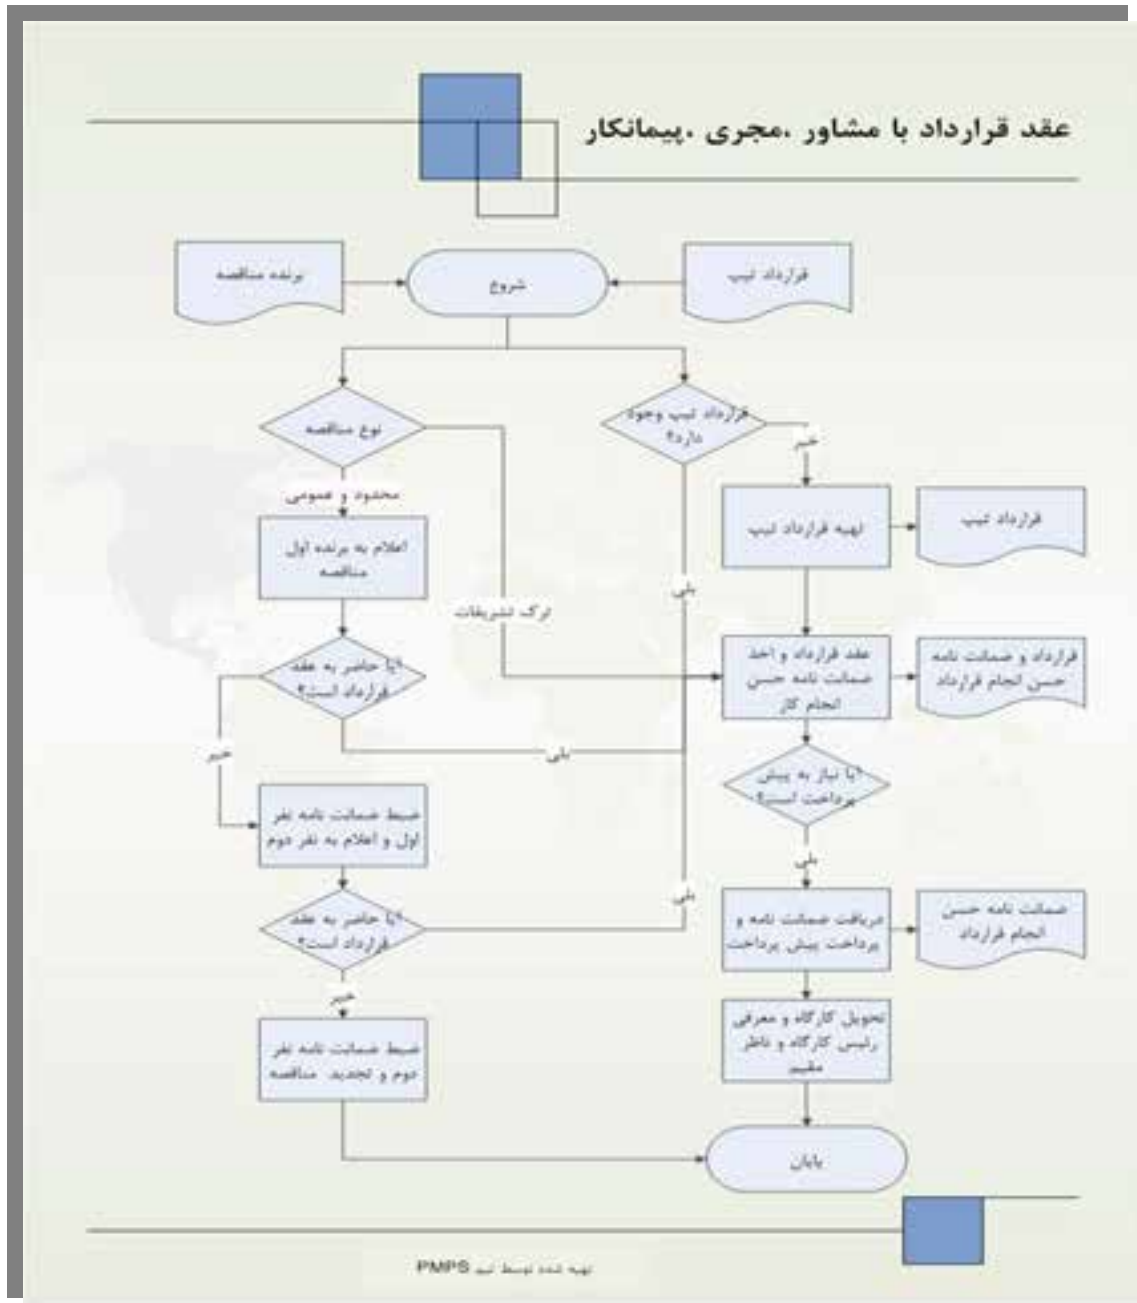 عقد قرارداد با مشاور ،مجری ،پیمانکار
قرارداد تیپ
شروع
برنده مناقصه
قرارداد تیپ وجود
دارد؟
نوع مناقصه
خیر
محدود و عمومی
تهیه قرارداد تیپ
قرارداد تیپ
اعلام به برنده اول
مناقصه
بلی
ترک تشریفات
عقد قرارداد و اخذ
ضمانت نامه حسن
انجام کار
قرارداد و ضمانت نامه
حسن انجام قرارداد
آیا حاضر به عقد
قرارداد است؟
بلی
خیر
آیا نیاز به پیش
پرداخت است؟
ضبط ضمانت نامه نفر
اول و اعلام به نفر دوم
بلی
بلی
دریافت ضمانت نامه و
پرداخت پیش پرداخت
ضمانت نامه حسن
انجام قرارداد
آیا حاضر به عقد
قرارداد است؟
خیر
تحویل کارگاه و معرفی
رئیس کارگاه و ناظر
مقیم
ضبط ضمانت نامه نفر
دوم و تجدید مناقصه
پایان
تهیه شده توسط تیم PMPS